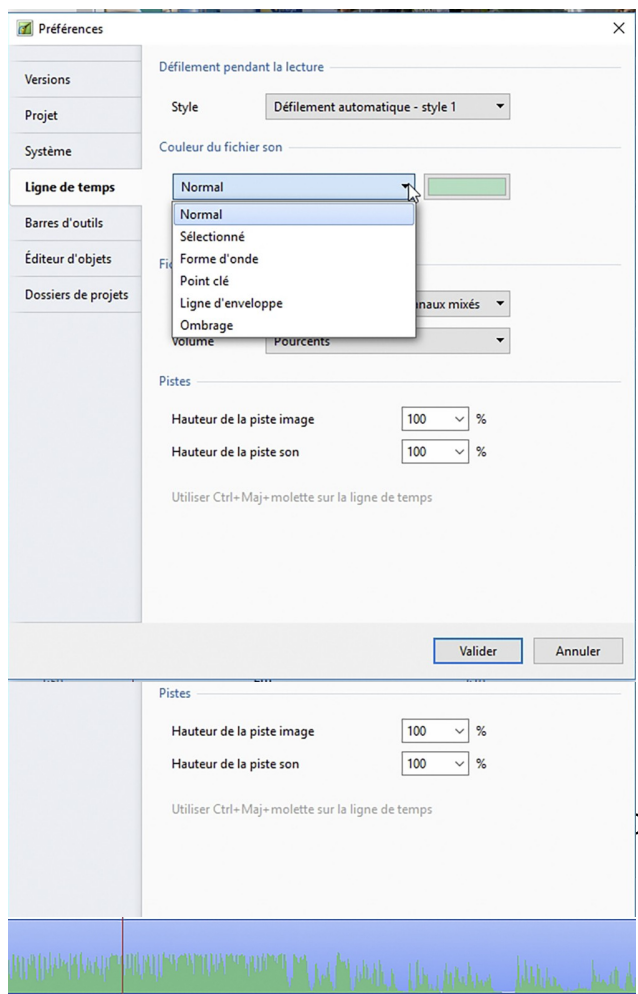 Préférences
Versions
Projet
Système
Ligne de temps
Barres d'outils
Éditeur d'objets
Dossiers de projets
Défilement pendant la lecture
Style
Défilement automatique - style 1
Couleur du fichier son
Normal
Normal
Sélectionné
Forme d'onde
Point clé
Ligne d'enveloppe
Ombrage
mixés
Volume
Pourcents
Pistes
Hauteur de la piste image 100 %
Hauteur de la piste son 100 %
Utiliser Ctrl+Maj+molette sur la ligne de temps
Valider
Annuler
Pistes
Hauteur de la piste image 100 %
Hauteur de la piste son 100 %
Utiliser Ctrl+Maj+molette sur la ligne de temps